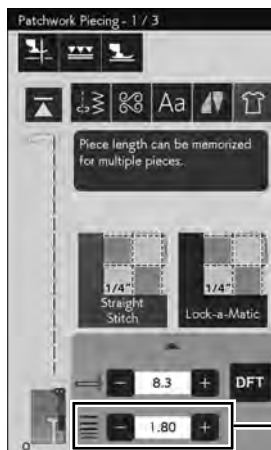 Patchwork Piecing - 1 / 3
Aa
Piece length can be memorized
for multiple pieces.
1/4"
1/4"
Straight
Stitch
Lock-a-Matic
− 8.3 + DFT
− 1.80 +